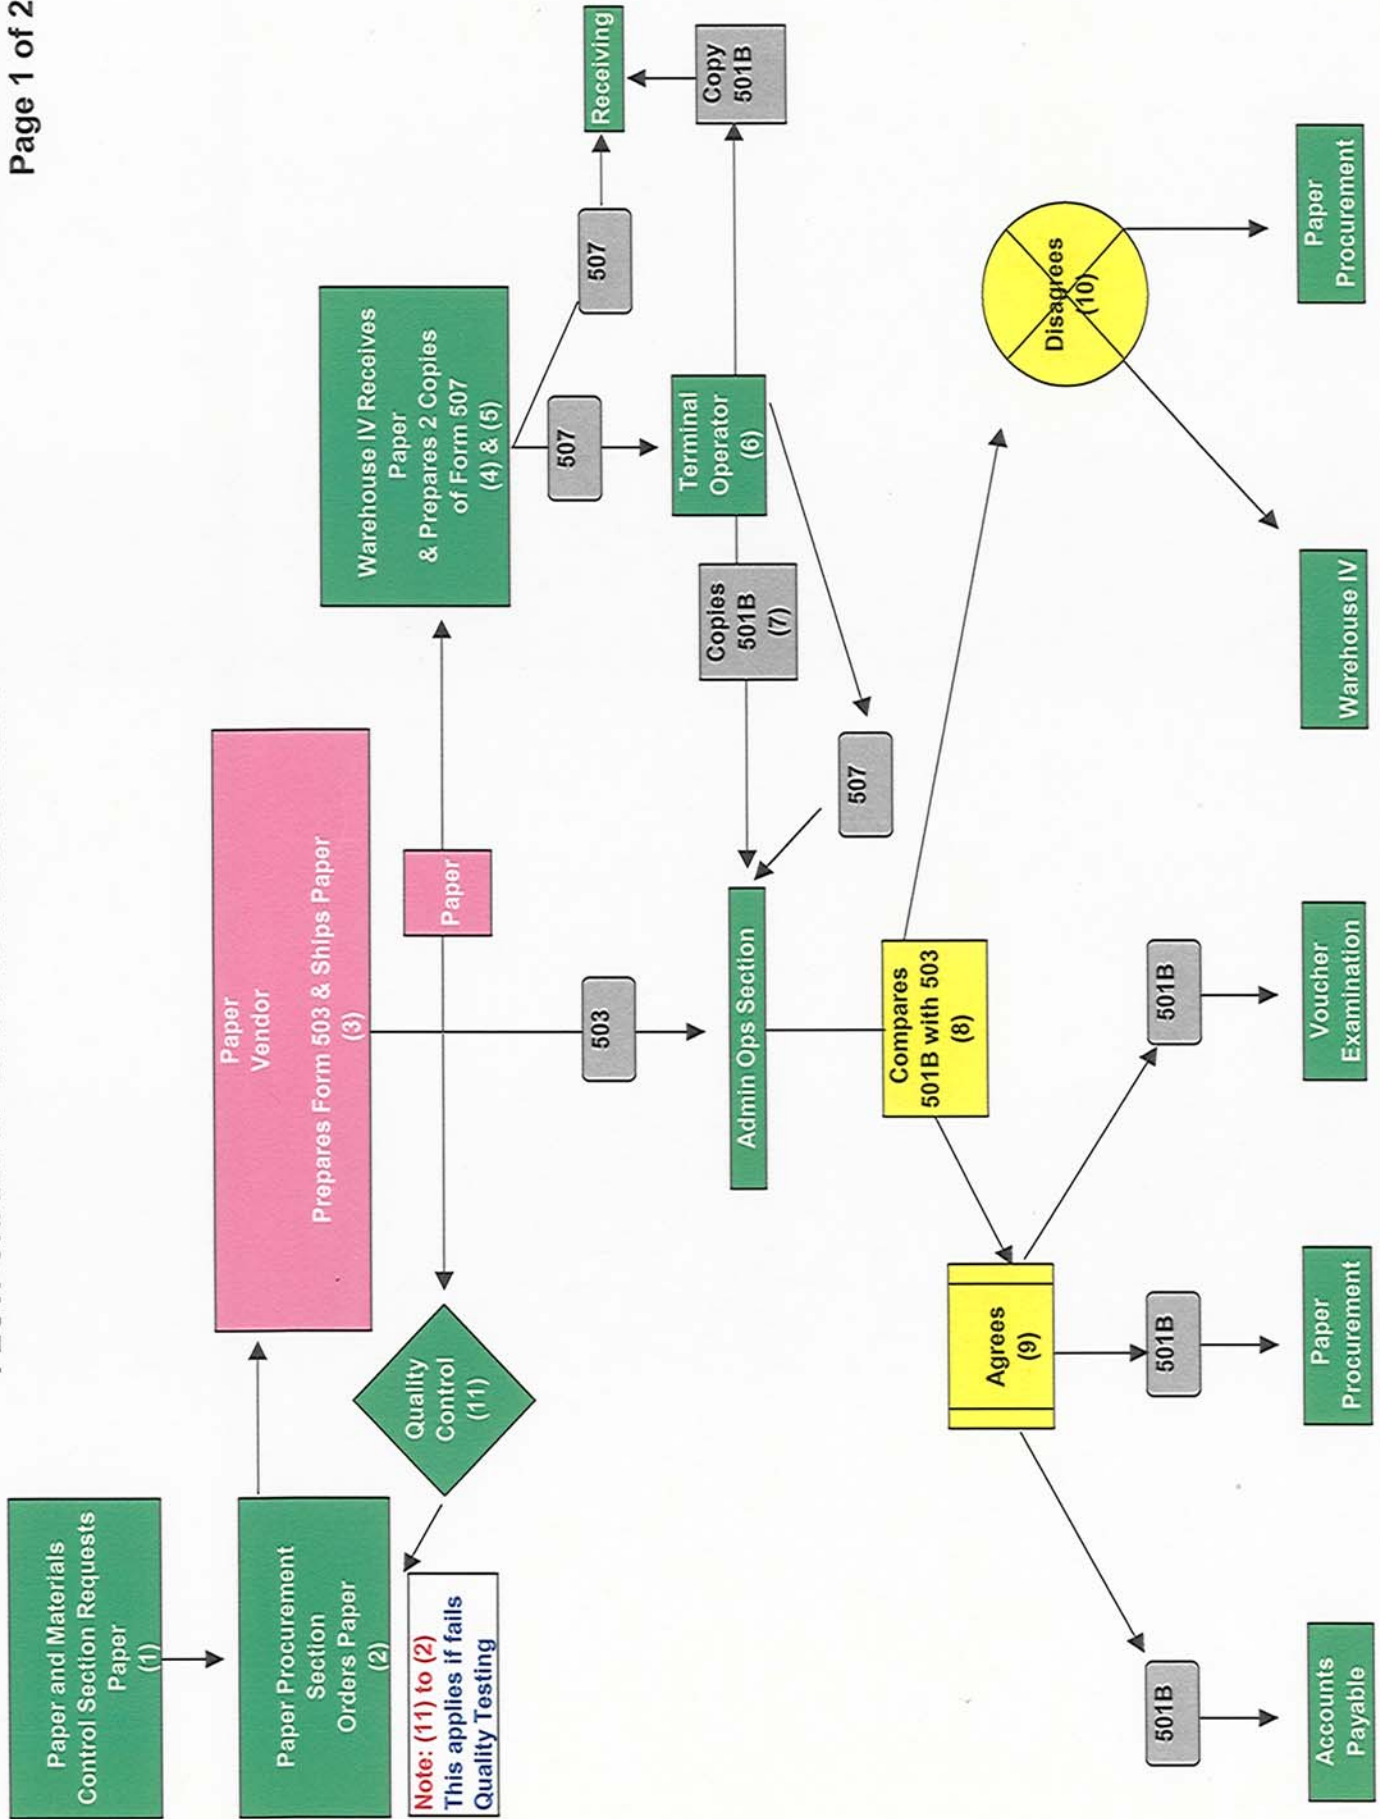 Page 1 of 2
Paper and Materials
Control Section Requests
Paper
(1)
Paper Procurement
Section
Orders Paper
(2)
Note: (11) to (2)
This applies if fails
Quality Testing
Quality
Control
(11)
Paper
Vendor
Prepares Form 503 & Ships Paper
(3)
Paper
Warehouse IV Receives
Paper
& Prepares 2 Copies
of Form 507
(4) & (5)
507
507
Receiving
503
Terminal
Operator
(6)
Copy
501B
Copies
501B
(7)
507
Admin Ops Section
Compares
501B with 503
(8)
Agrees
(9)
Disagrees
(10)
501B
501B
501B
Accounts
Payable
Paper
Procurement
Voucher
Examination
Warehouse IV
Paper
Procurement